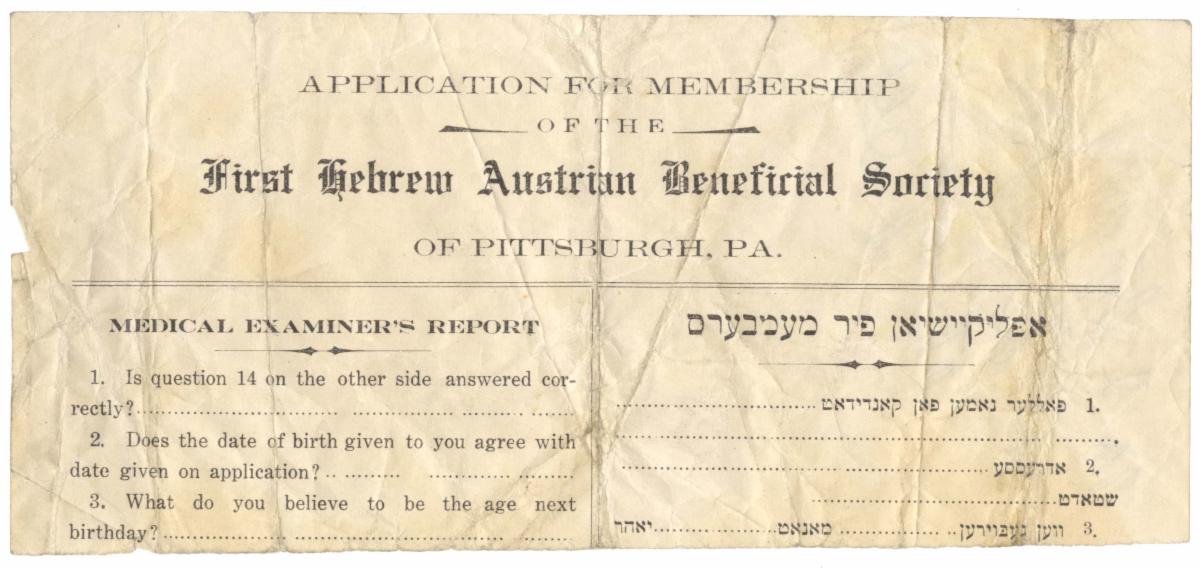 APPLICATION FOR MEMBERSHIP
OF THE
First Hebrew Austrian Beneficial Society
OF PITTSBURGH, PA.
MEDICAL EXAMINER'S REPORT
1. Is question 14 on the other side answered cor-
rectly?
2. Does the date of birth given to you agree with
date given on application?
3. What do you believe to be the age next
birthday?
אפליקיישיאן פיר מעמבערס
1. פאללער נאמען פאן קאנדידאט
2. אדרעססע
שטאדט
3. ווען געבוירען מאנאט יאהר